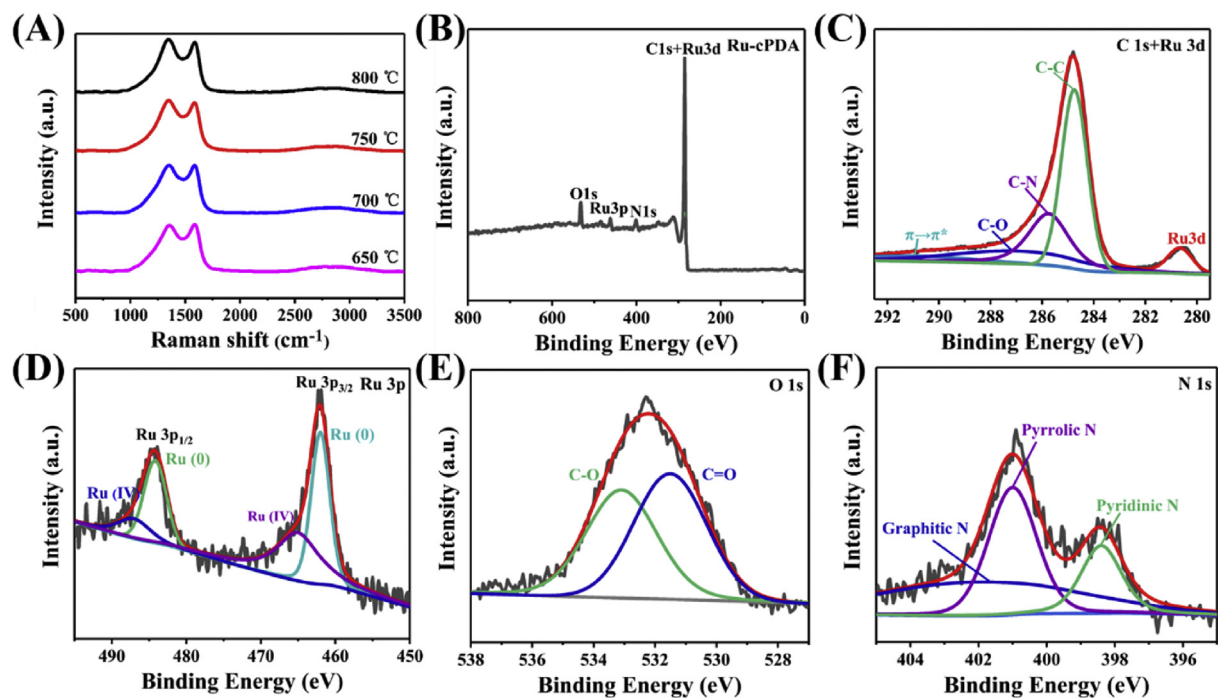 (A)
Intensity (a.u.)
800 ℃
750 ℃
700 ℃
650 ℃
500 1000 1500 2000 2500 3000 3500
Raman shift (cm-1)
(B)
Intensity (a.u.)
C1s+Ru3d Ru-cPDA
O1s
Ru3p
N1s
800 600 400 200 0
Binding Energy (eV)
(C)
Intensity (a.u.)
C 1s+Ru 3d
C-C
C-N
C-O
π→π*
Ru3d
292 290 288 286 284 282 280
Binding Energy (eV)
(D)
Intensity (a.u.)
Ru 3p3/2 Ru 3p
Ru 3p1/2
Ru (0)
Ru (0)
Ru (IV)
Ru (IV)
490 480 470 460 450
Binding Energy (eV)
(E)
Intensity (a.u.)
O 1s
C-O
C=O
538 536 534 532 530 528
Binding Energy (eV)
(F)
Intensity (a.u.)
N 1s
Pyrrolic N
Pyridinic N
Graphitic N
404 402 400 398 396
Binding Energy (eV)